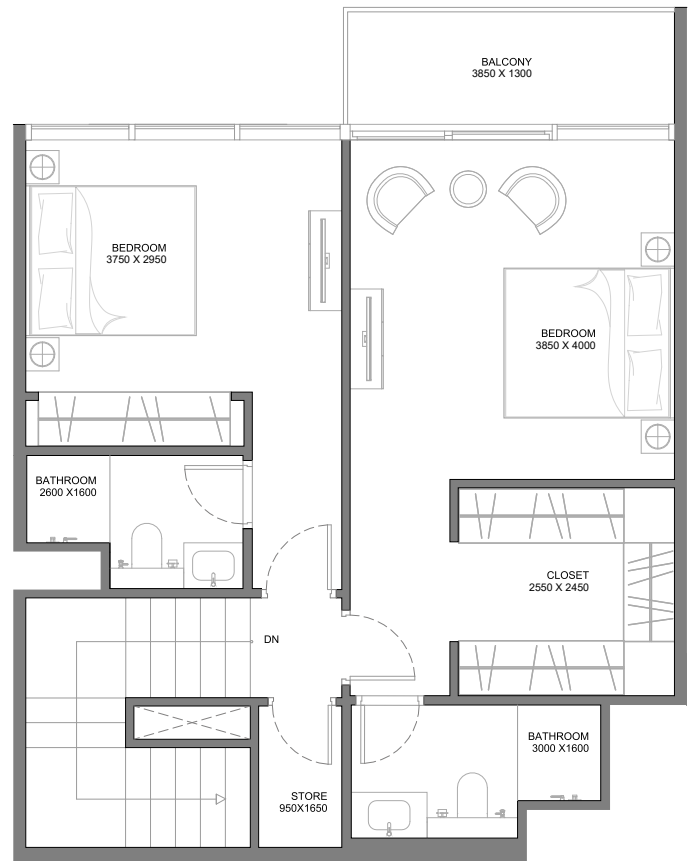 BALCONY
3850 X 1300
BEDROOM
3750 X 2950
BEDROOM
3850 X 4000
BATHROOM
2600 X1600
CLOSET
2550 X 2450
DN
BATHROOM
3000 X1600
STORE
950X1650